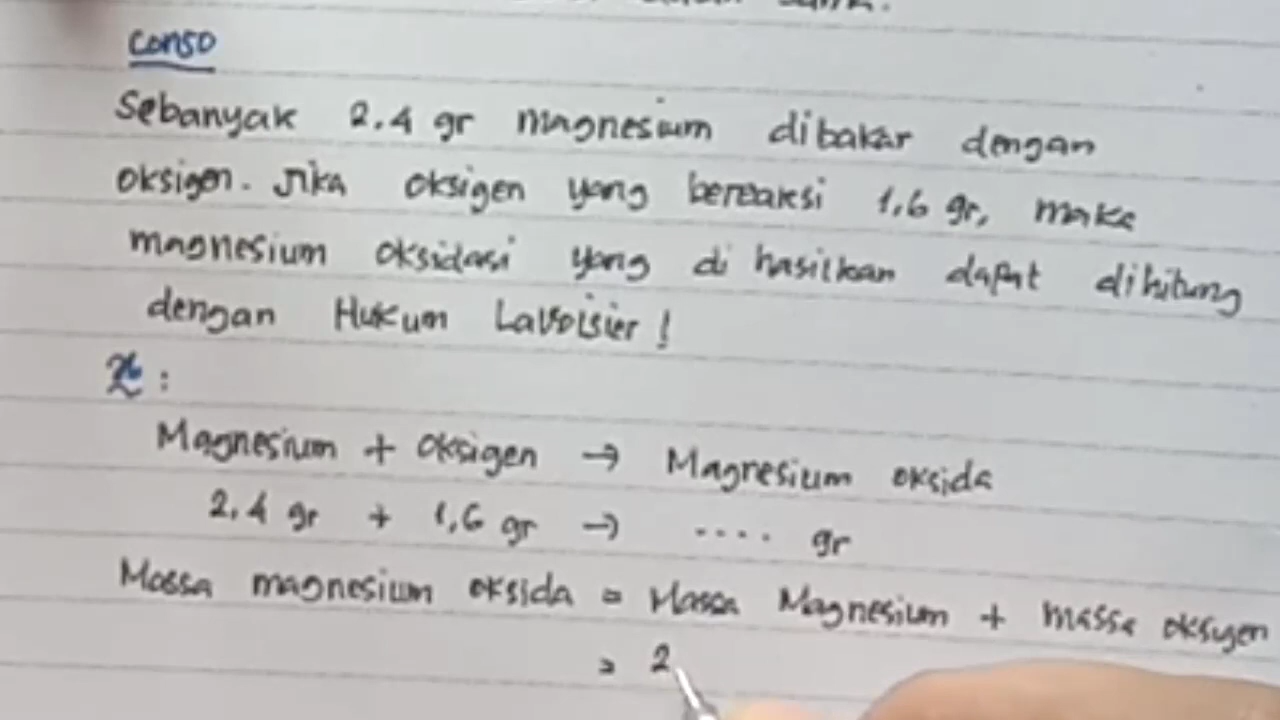 Conso
Sebanyak 2.4 gr magnesium dibakar dengan
oksigen. Jika oksigen yang bereaksi 1,6 gr, maka
magnesium oksidasi yang di hasilkan dapat dihitung
dengan Hukum Lavoisier!
:
Magnesium + Oksigen → Magnesium oksida
2,4 gr + 1,6 gr → .... gr
Massa magnesium oksida = Massa Magnesium + massa oksigen
= 2